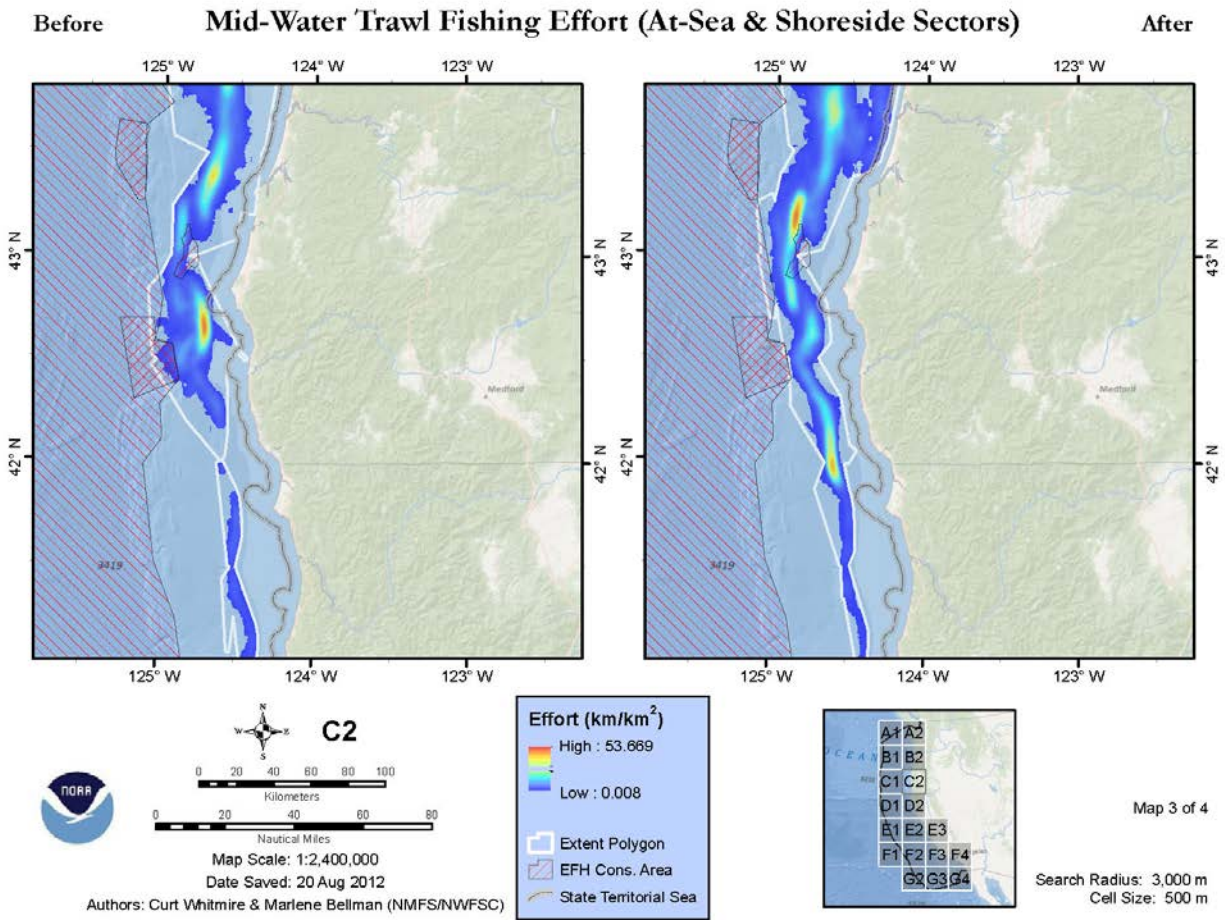 Before
Mid-Water Trawl Fishing Effort (At-Sea & Shoreside Sectors)
After
125° W
124° W
123° W
125° W
124° W
123° W
43° N
42° N
Medford
3419
43° N
42° N
Medford
3419
43° N
42° N
125° W
124° W
123° W
125° W
124° W
123° W
N
W
E
S
C2
0 20 40 60 80 100
Kilometers
0 20 40 60 80
Nautical Miles
NOAA
Map Scale: 1:2,400,000
Date Saved: 20 Aug 2012
Authors: Curt Whitmire & Marlene Bellman (NMFS/NWFSC)
Effort (km/km²)
High : 53.669
Low : 0.008
Extent Polygon
EFH Cons. Area
State Territorial Sea
OCEAN
A1 A2
B1 B2
C1 C2
D1 D2
E1 E2 E3
F1 F2 F3 F4
G2 G3 G4
Map 3 of 4
Search Radius: 3,000 m
Cell Size: 500 m